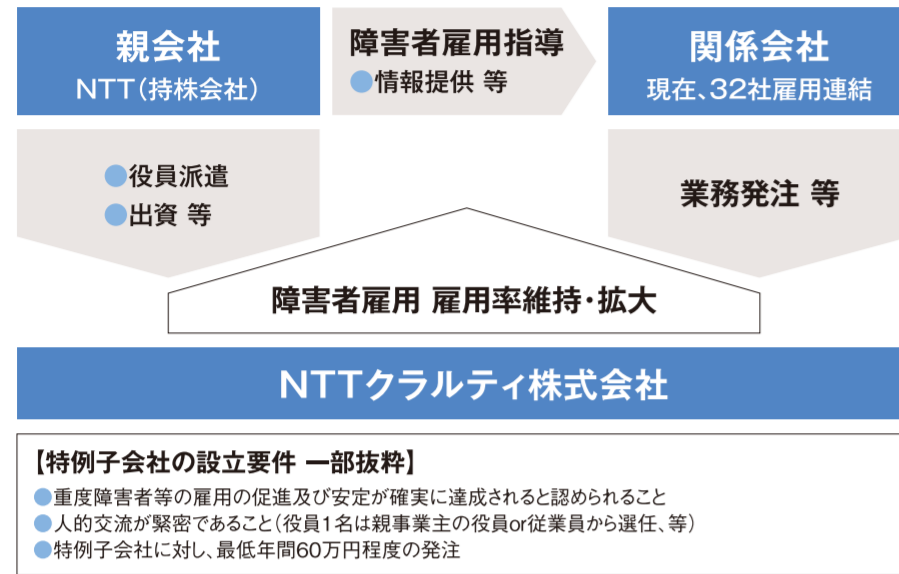 親会社
NTT(持株会社)
障害者雇用指導
●情報提供 等
関係会社
現在、32社雇用連結
●役員派遣
●出資 等
業務発注 等
障害者雇用 雇用率維持・拡大
NTTクラルティ株式会社
【特例子会社の設立要件 一部抜粋】
●重度障害者等の雇用の促進及び安定が確実に達成されると認められること
●人的交流が緊密であること(役員1名は親事業主の役員or従業員から選任、等)
●特例子会社に対し、最低年間60万円程度の発注